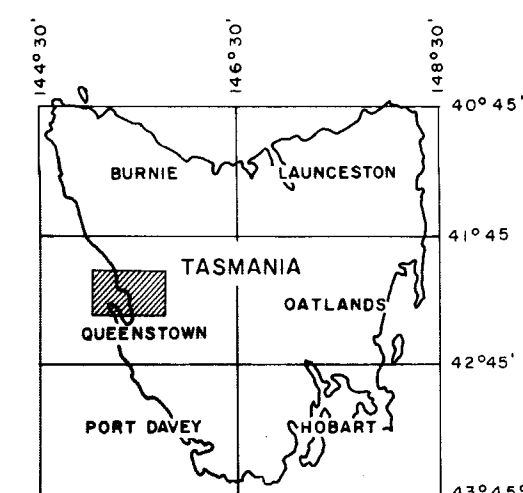 144° 30'
146° 30'
148° 30'
40° 45'
BURNIE
LAUNCESTON
41° 45
TASMANIA
OATLANDS
QUEENSTOWN
42° 45'
PORT DAVEY
HOBART